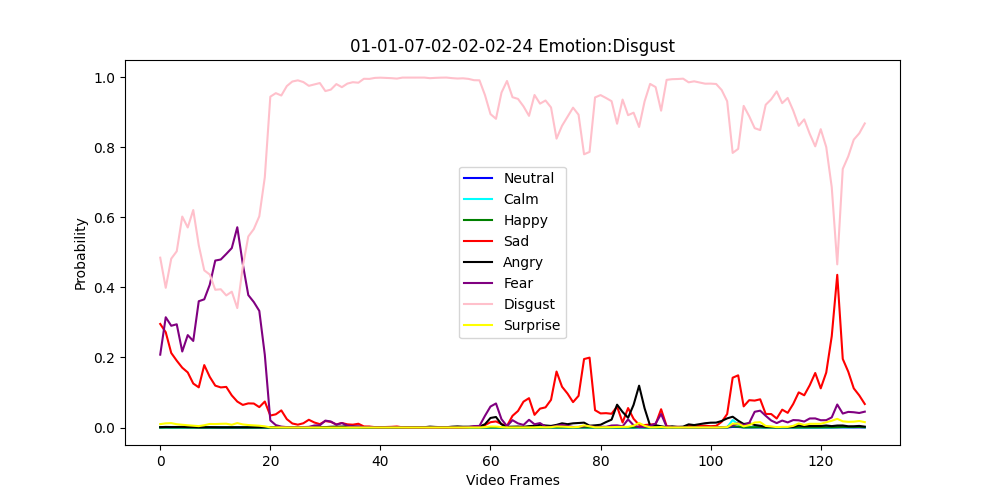 01-01-07-02-02-02-24 Emotion:Disgust
1.0
0.8
0.6
0.4
0.2
0.0
Probability
Neutral
Calm
Happy
Sad
Angry
Fear
Disgust
Surprise
0 20 40 60 80 100 120
Video Frames